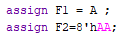 assign F1 = A ;
assign F2=8'hAA;